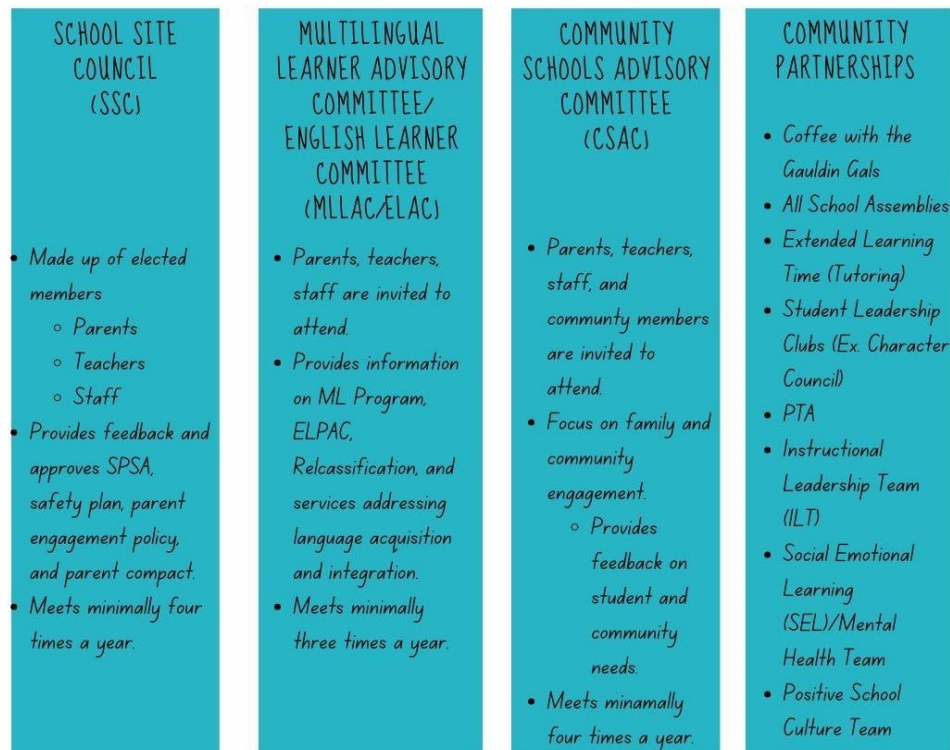 SCHOOL SITE
COUNCIL
(SSC)
• Made up of elected
members
◦ Parents
◦ Teachers
◦ Staff
• Provides feedback and
approves SPSA,
safety plan, parent
engagement policy,
and parent compact.
• Meets minimally four
times a year.
MULTILINGUAL
LEARNER ADVISORY
COMMITTEE/
ENGLISH LEARNER
COMMITTEE
(MLLAC/ELAC)
• Parents, teachers,
staff are invited to
attend.
• Provides information
on ML Program,
ELPAC,
Relcassification, and
services addressing
language acquisition
and integration.
• Meets minimally
three times a year.
COMMUNITY
SCHOOLS ADVISORY
COMMITTEE
(CSAC)
• Parents, teachers,
staff, and
communty members
are invited to
attend.
• Focus on family and
community
engagement.
◦ Provides
feedback on
student and
community
needs.
• Meets minamally
four times a year.
COMMUNIITY
PARTNERSHIPS
• Coffee with the
Gauldin Gals
• All School Assemblies
• Extended Learning
Time (Tutoring)
• Student Leadership
Clubs (Ex. Character
Council)
• PTA
• Instructional
Leadership Team
(ILT)
• Social Emotional
Learning
(SEL)/Mental
Health Team
• Positive School
Culture Team